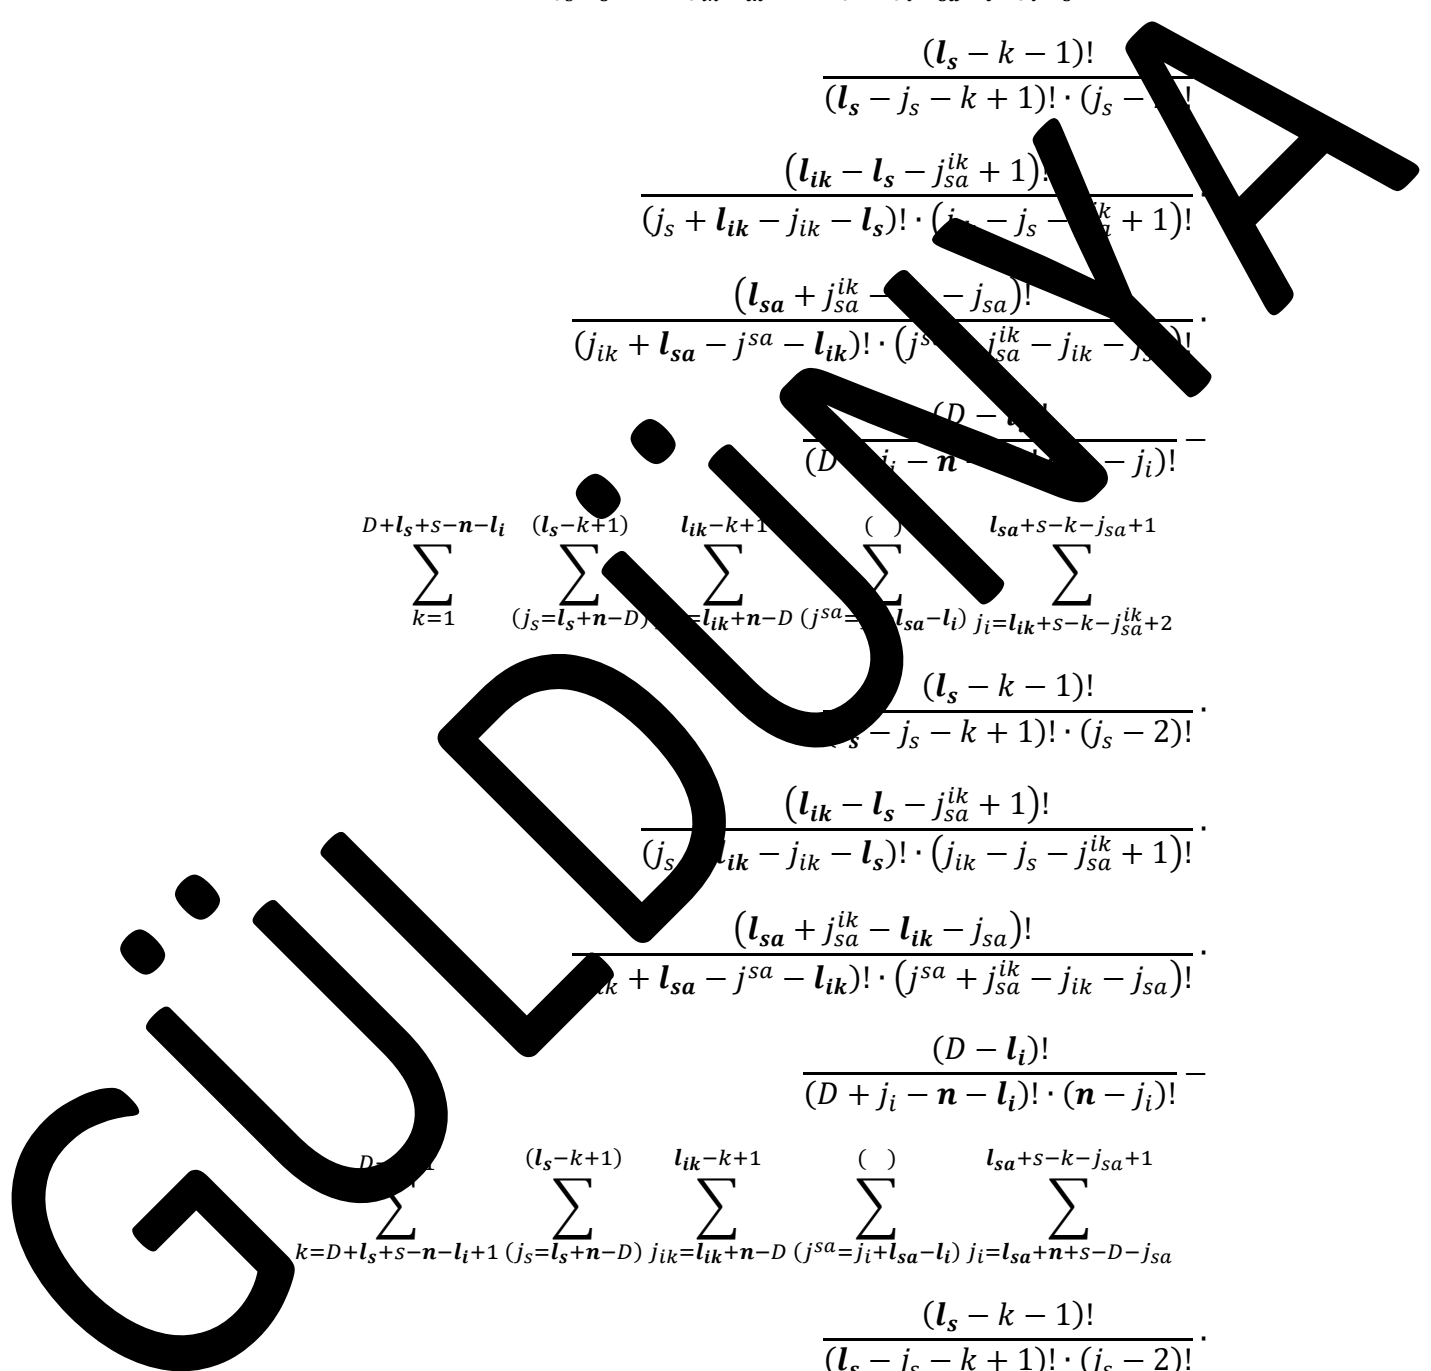 (l_s − k − 1)!
(l_s − j_s − k + 1)! · (j_s − !
(l_ik − l_s − j_sa^ik + 1)! ·
(j_s + l_ik − j_ik − l_s)! · ( − j_s − + 1)!
(l_sa + j_sa^ik − − j_sa)! ·
(j_ik + l_sa − j^sa − l_ik)! · ( j_sa^ik − j_ik − )!
(D − ! −
(D j_i − n − − j_i)!
D+l_s+s−n−l_i (l_s−k+1) l_ik−k+1 ( ) l_sa+s−k−j_sa+1
∑ ∑ ∑ ∑ ∑
k=1 (j_s=l_s+n−D) =l_ik+n−D (j^sa= l_sa−l_i) j_i=l_ik+s−k−j_sa^ik+2
(l_s − k − 1)! ·
− j_s − k + 1)! · (j_s − 2)!
(l_ik − l_s − j_sa^ik + 1)! ·
(j_s l_ik − j_ik − l_s)! · (j_ik − j_s − j_sa^ik + 1)!
(l_sa + j_sa^ik − l_ik − j_sa)! ·
+ l_sa − j^sa − l_ik)! · (j^sa + j_sa^ik − j_ik − j_sa)!
(D − l_i)! −
(D + j_i − n − l_i)! · (n − j_i)!
(l_s−k+1) l_ik−k+1 ( ) l_sa+s−k−j_sa+1
∑ ∑ ∑ ∑ ∑
k=D+l_s+s−n−l_i+1 (j_s=l_s+n−D) j_ik=l_ik+n−D (j^sa=j_i+l_sa−l_i) j_i=l_sa+n+s−D−j_sa
(l_s − k − 1)! ·
(l_s − j_s − k + 1)! · (j_s − 2)!
GÜLDÜNYA